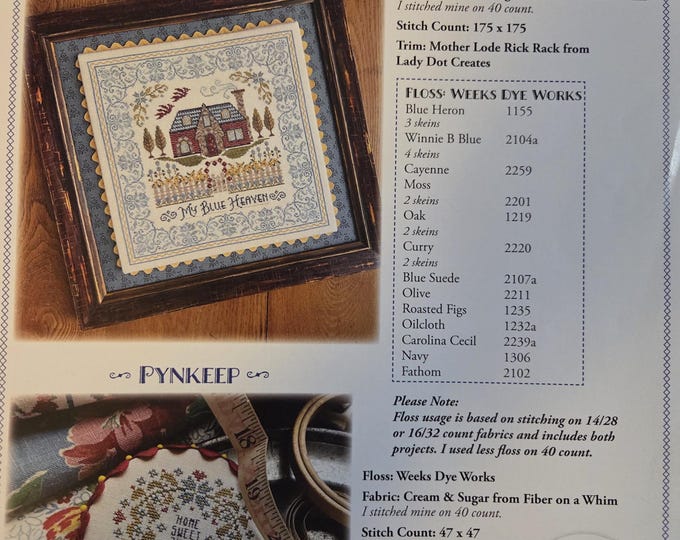 I stitched mine on 40 count.
Stitch Count: 175 x 175
Trim: Mother Lode Rick Rack from
Lady Dot Creates
Floss: Weeks Dye Works
Blue Heron 1155
3 skeins
Winnie B Blue 2104a
4 skeins
Cayenne 2259
Moss
2 skeins 2201
Oak 1219
2 skeins
Curry 2220
2 skeins
Blue Suede 2107a
Olive 2211
Roasted Figs 1235
Oilcloth 1232a
Carolina Cecil 2239a
Navy 1306
Fathom 2102
Please Note:
Floss usage is based on stitching on 14/28
or 16/32 count fabrics and includes both
projects. I used less floss on 40 count.
Floss: Weeks Dye Works
Fabric: Cream & Sugar from Fiber on a Whim
I stitched mine on 40 count.
Stitch Count: 47 x 47
My Blue Heaven
Pynkeep
18
19
HOME
SWEET